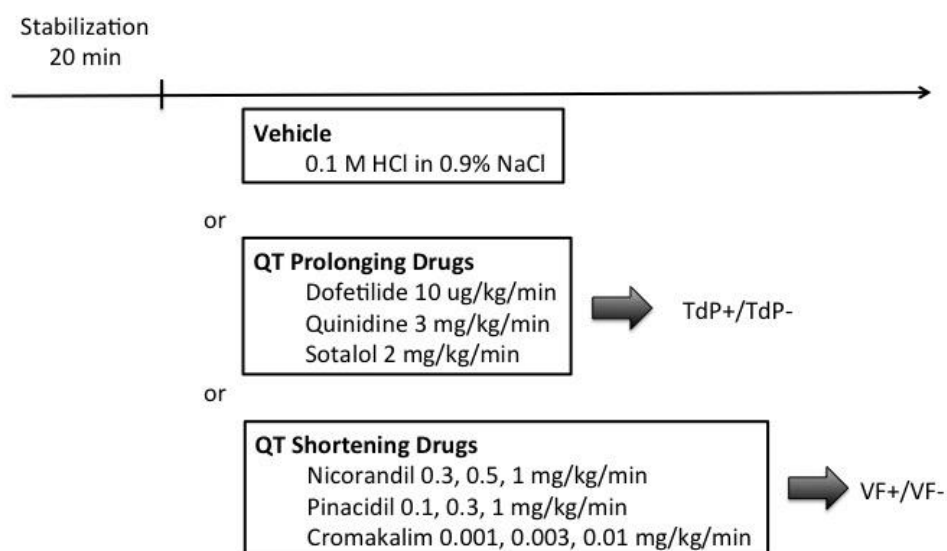 Stabilization
20 min
Vehicle
0.1 M HCl in 0.9% NaCl
or
QT Prolonging Drugs
Dofetilide 10 ug/kg/min
Quinidine 3 mg/kg/min
Sotalol 2 mg/kg/min
TdP+/TdP-
or
QT Shortening Drugs
Nicorandil 0.3, 0.5, 1 mg/kg/min
Pinacidil 0.1, 0.3, 1 mg/kg/min
Cromakalim 0.001, 0.003, 0.01 mg/kg/min
VF+/VF-